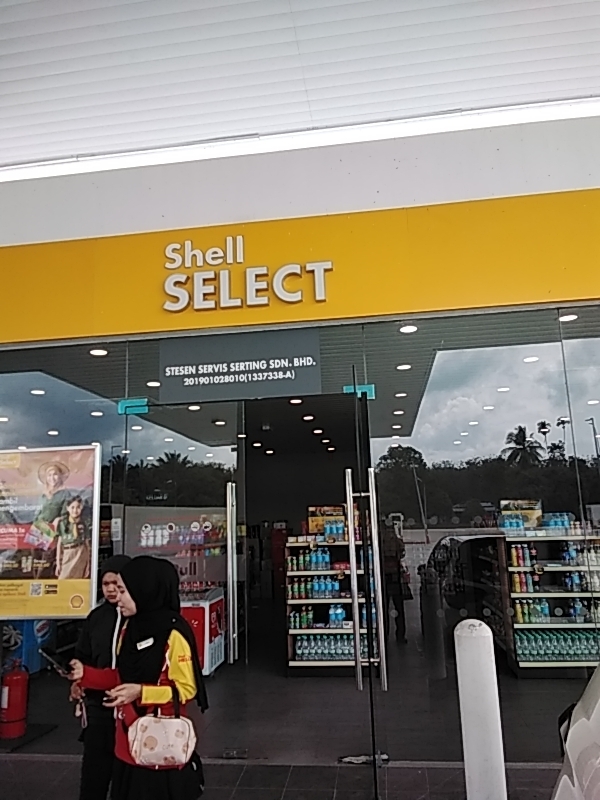 Shell
SELECT
STESEN SERVIS SERTING SDN. BHD.
201901028010(1337338-A)